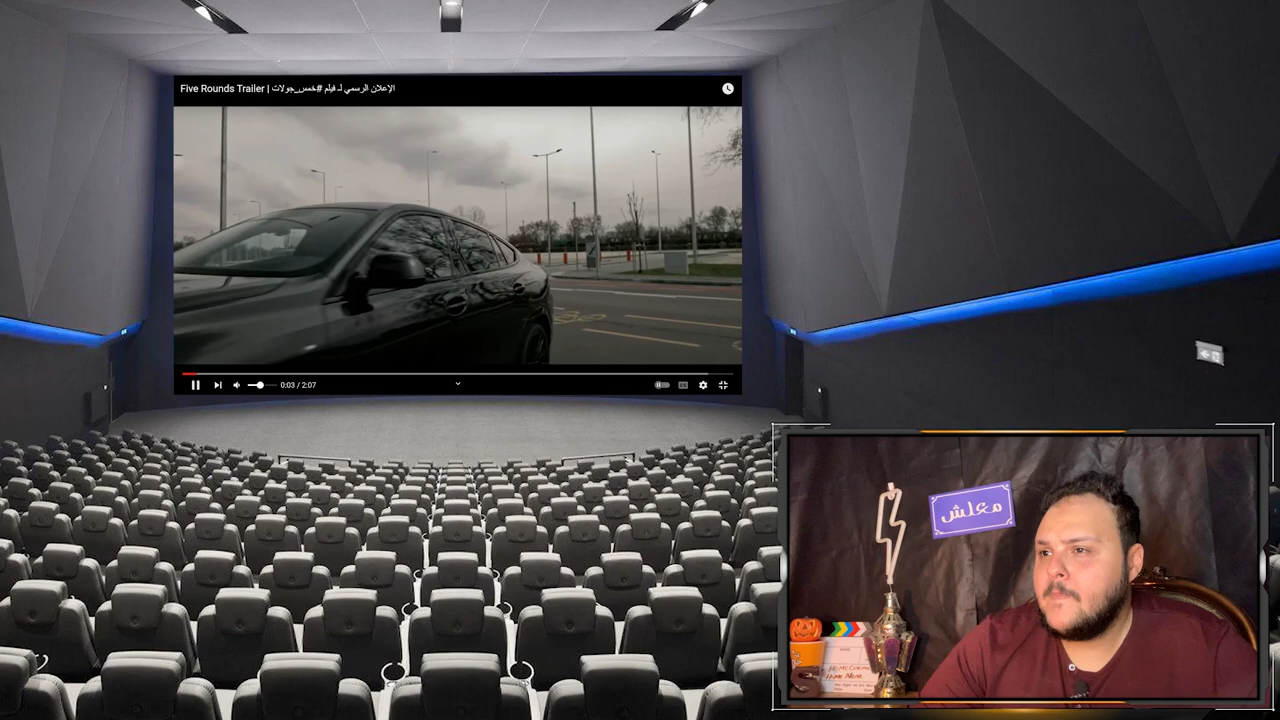 Five Rounds Trailer | الإعلان الرسمي لـ فيلم #خمس_جولات
0:03 / 2:07
معلش